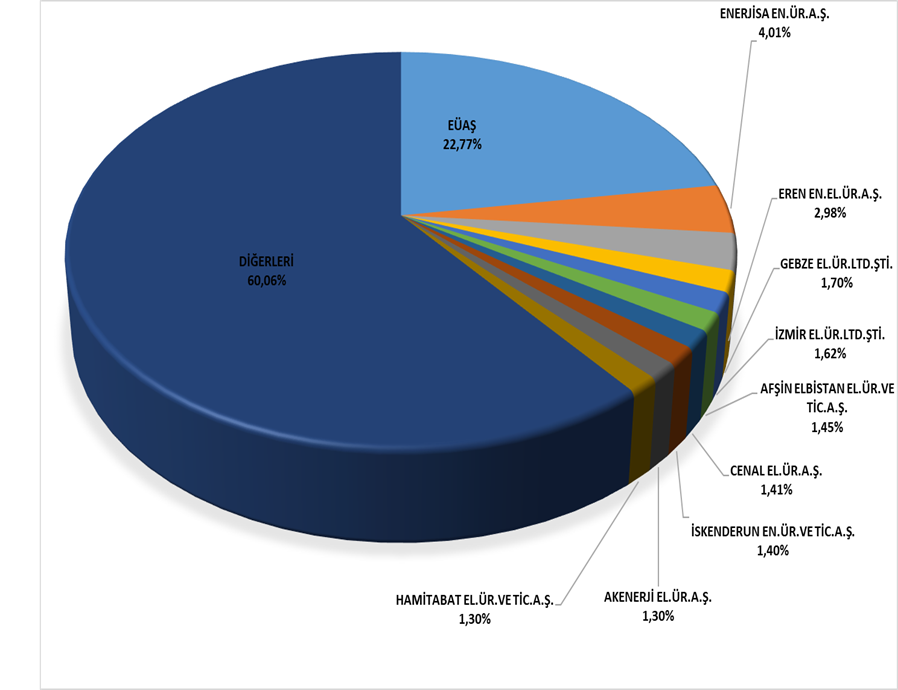 ENERJİSA EN.ÜR.A.Ş.
4,01%
EÜAŞ
22,77%
EREN EN.EL.ÜR.A.Ş.
2,98%
DİĞERLERİ
60,06%
GEBZE EL.ÜR.LTD.ŞTİ.
1,70%
İZMİR EL.ÜR.LTD.ŞTİ.
1,62%
AFŞİN ELBİSTAN EL.ÜR.VE
TİC.A.Ş.
1,45%
CENAL EL.ÜR.A.Ş.
1,41%
İSKENDERUN EN.ÜR.VE TİC.A.Ş.
1,40%
AKENERJİ EL.ÜR.A.Ş.
1,30%
HAMİTABAT EL.ÜR.VE TİC.A.Ş.
1,30%